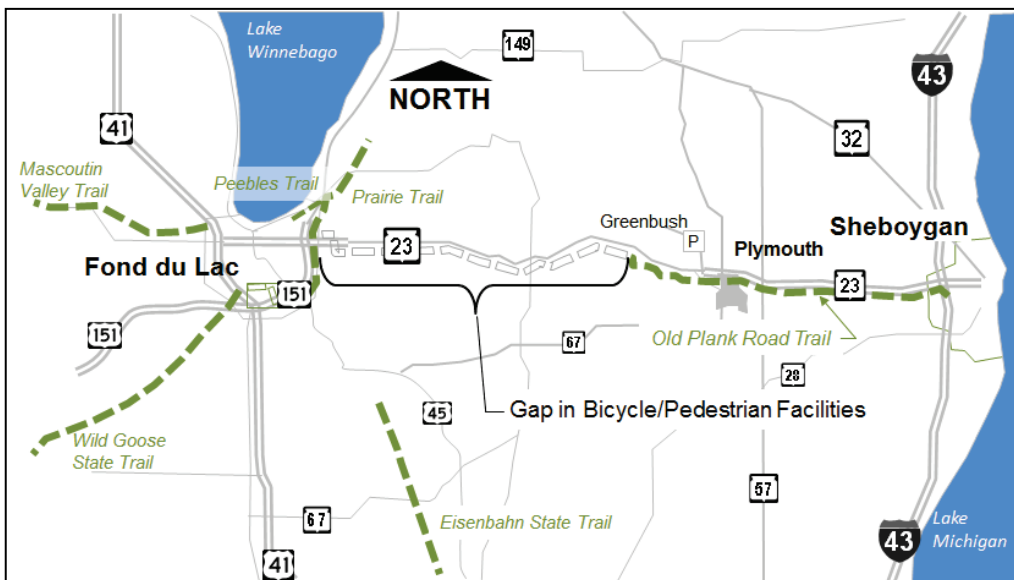 Lake
Winnebago
149
43
NORTH
41
32
Mascoutin
Valley Trail
Peebles Trail
Prairie Trail
Greenbush
P
Sheboygan
23
Plymouth
Fond du Lac
151
23
151
67
Old Plank Road Trail
28
45
Gap in Bicycle/Pedestrian Facilities
Wild Goose
State Trail
57
67
Eisenbahn State Trail
41
43
Lake
Michigan